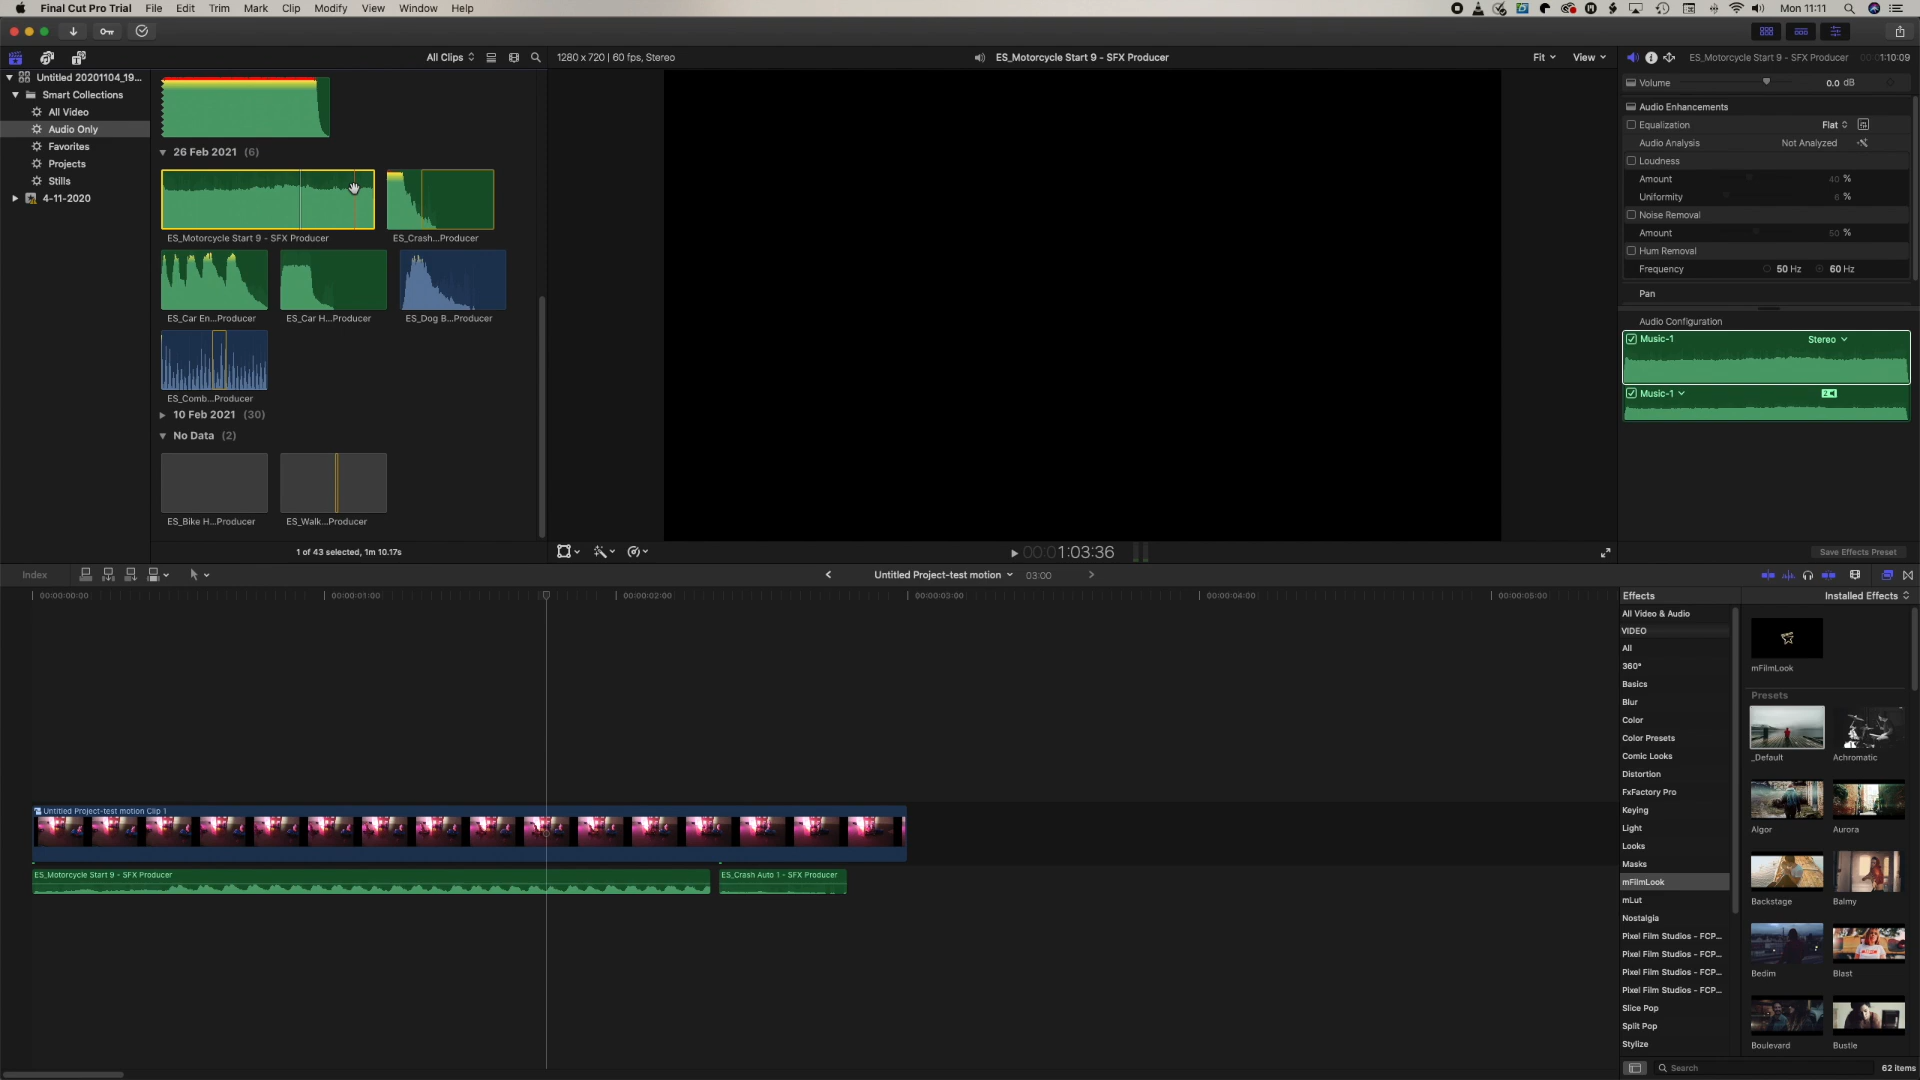 Final Cut Pro Trial File Edit Trim Mark Clip Modify View Window Help Mon 11:11
All Clips 1280 x 720 | 60 fps, Stereo ES_Motorcycle Start 9 - SFX Producer Fit View ES_Motorcycle Start 9 - SFX Producer 1:10:09
Untitled 20201104_19...
Smart Collections
All Video
Audio Only
Favorites
Projects
Stills
4-11-2020
26 Feb 2021 (6)
ES_Motorcycle Start 9 - SFX Producer ES_Crash...Producer
ES_Car En...Producer ES_Car H...Producer ES_Dog B...Producer
ES_Comb...Producer
10 Feb 2021 (30)
No Data (2)
ES_Bike H...Producer ES_Walk...Producer
1 of 43 selected, 1m 10.17s
00:00 1:03:36
Volume 0.0 dB
Audio Enhancements
Equalization Flat
Audio Analysis Not Analyzed
Loudness
Amount 40 %
Uniformity 6 %
Noise Removal
Amount 50 %
Hum Removal
Frequency 50 Hz 60 Hz
Pan
Audio Configuration
Music-1 Stereo
Music-1
Save Effects Preset
Index Untitled Project-test motion 03:00
00:00:00:00 00:00:01:00 00:00:02:00 00:00:03:00 00:00:04:00 00:00:05:00
Untitled Project-test motion Clip 1
ES_Motorcycle Start 9 - SFX Producer ES_Crash Auto 1 - SFX Producer
Effects Installed Effects
All Video & Audio
VIDEO
All
360°
Basics
Blur
Color
Color Presets
Comic Looks
Distortion
FxFactory Pro
Keying
Light
Looks
Masks
mFilmLook
mLut
Nostalgia
Pixel Film Studios - FCP...
Pixel Film Studios - FCP...
Pixel Film Studios - FCP...
Pixel Film Studios - FCP...
Slice Pop
Split Pop
Stylize
mFilmLook
Presets
_Default Achromatic
Algor Aurora
Backstage Balmy
Bedim Blast
Boulevard Bustle
Search 62 items